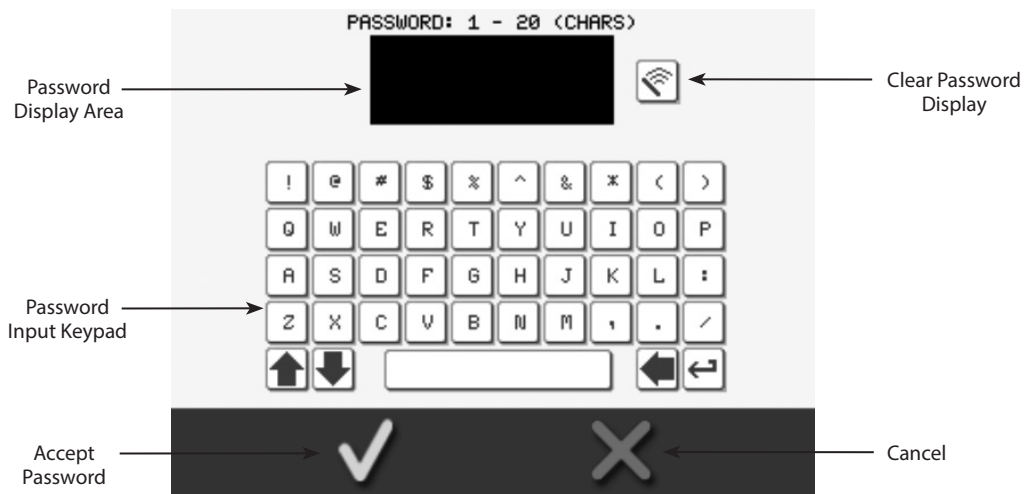 PASSWORD: 1 - 20 (CHARS)
Password
Display Area
Clear Password
Display
! @ # $ % ^ & * ( )
Q W E R T Y U I O P
A S D F G H J K L :
Password
Input Keypad
Z X C V B N M , . /
Accept
Password
Cancel